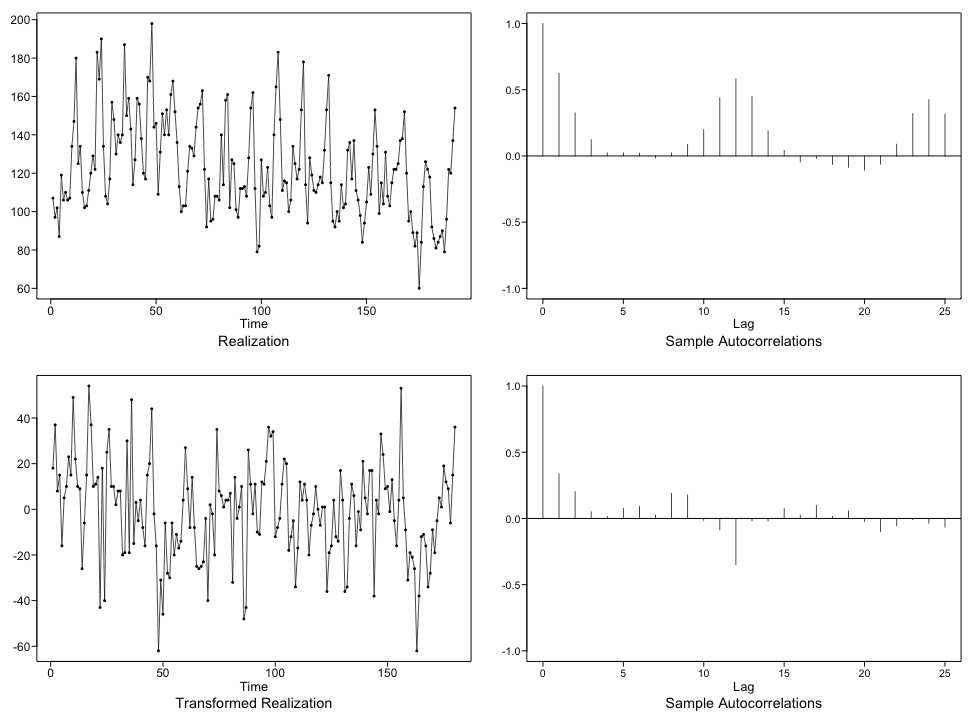 200
180
160
140
120
100
80
60
0 50 100 150
Time
Realization
1.0
0.5
0.0
-0.5
-1.0
0 5 10 15 20 25
Lag
Sample Autocorrelations
40
20
0
-20
-40
-60
0 50 100 150
Time
Transformed Realization
1.0
0.5
0.0
-0.5
-1.0
0 5 10 15 20 25
Lag
Sample Autocorrelations